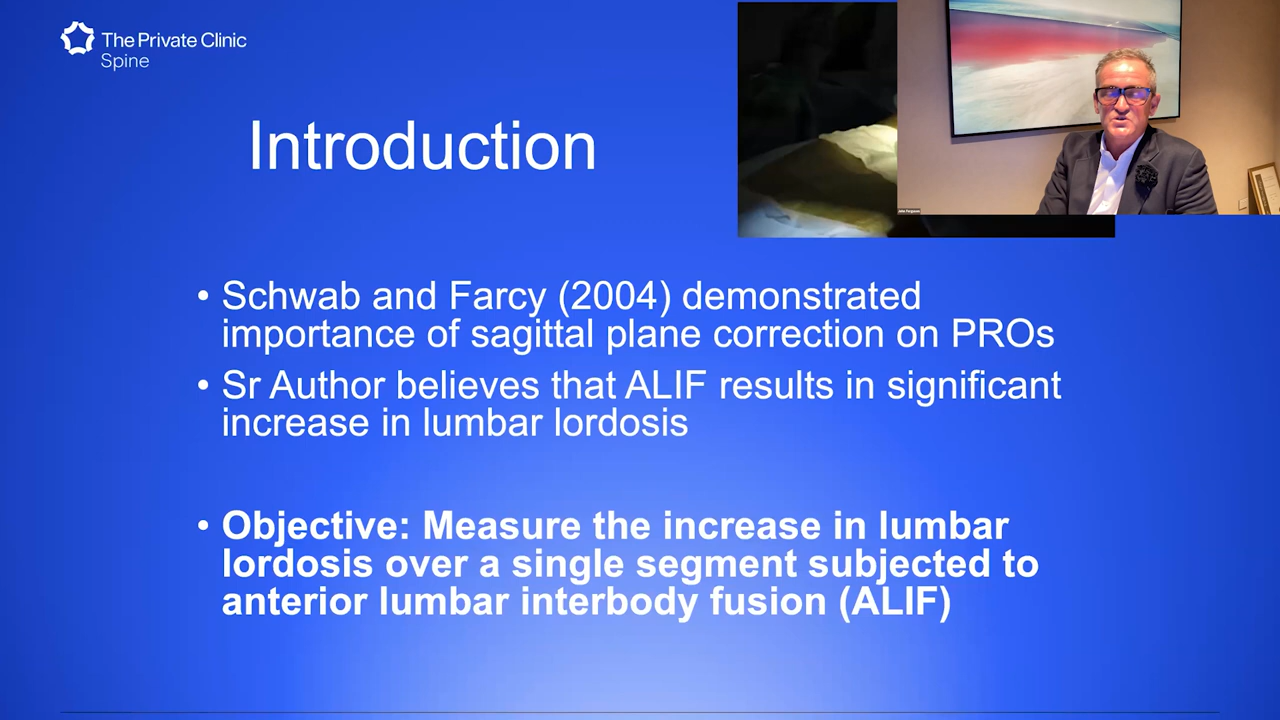 The Private Clinic
Spine
Introduction
• Schwab and Farcy (2004) demonstrated
importance of sagittal plane correction on PROs
• Sr Author believes that ALIF results in significant
increase in lumbar lordosis
• Objective: Measure the increase in lumbar
lordosis over a single segment subjected to
anterior lumbar interbody fusion (ALIF)